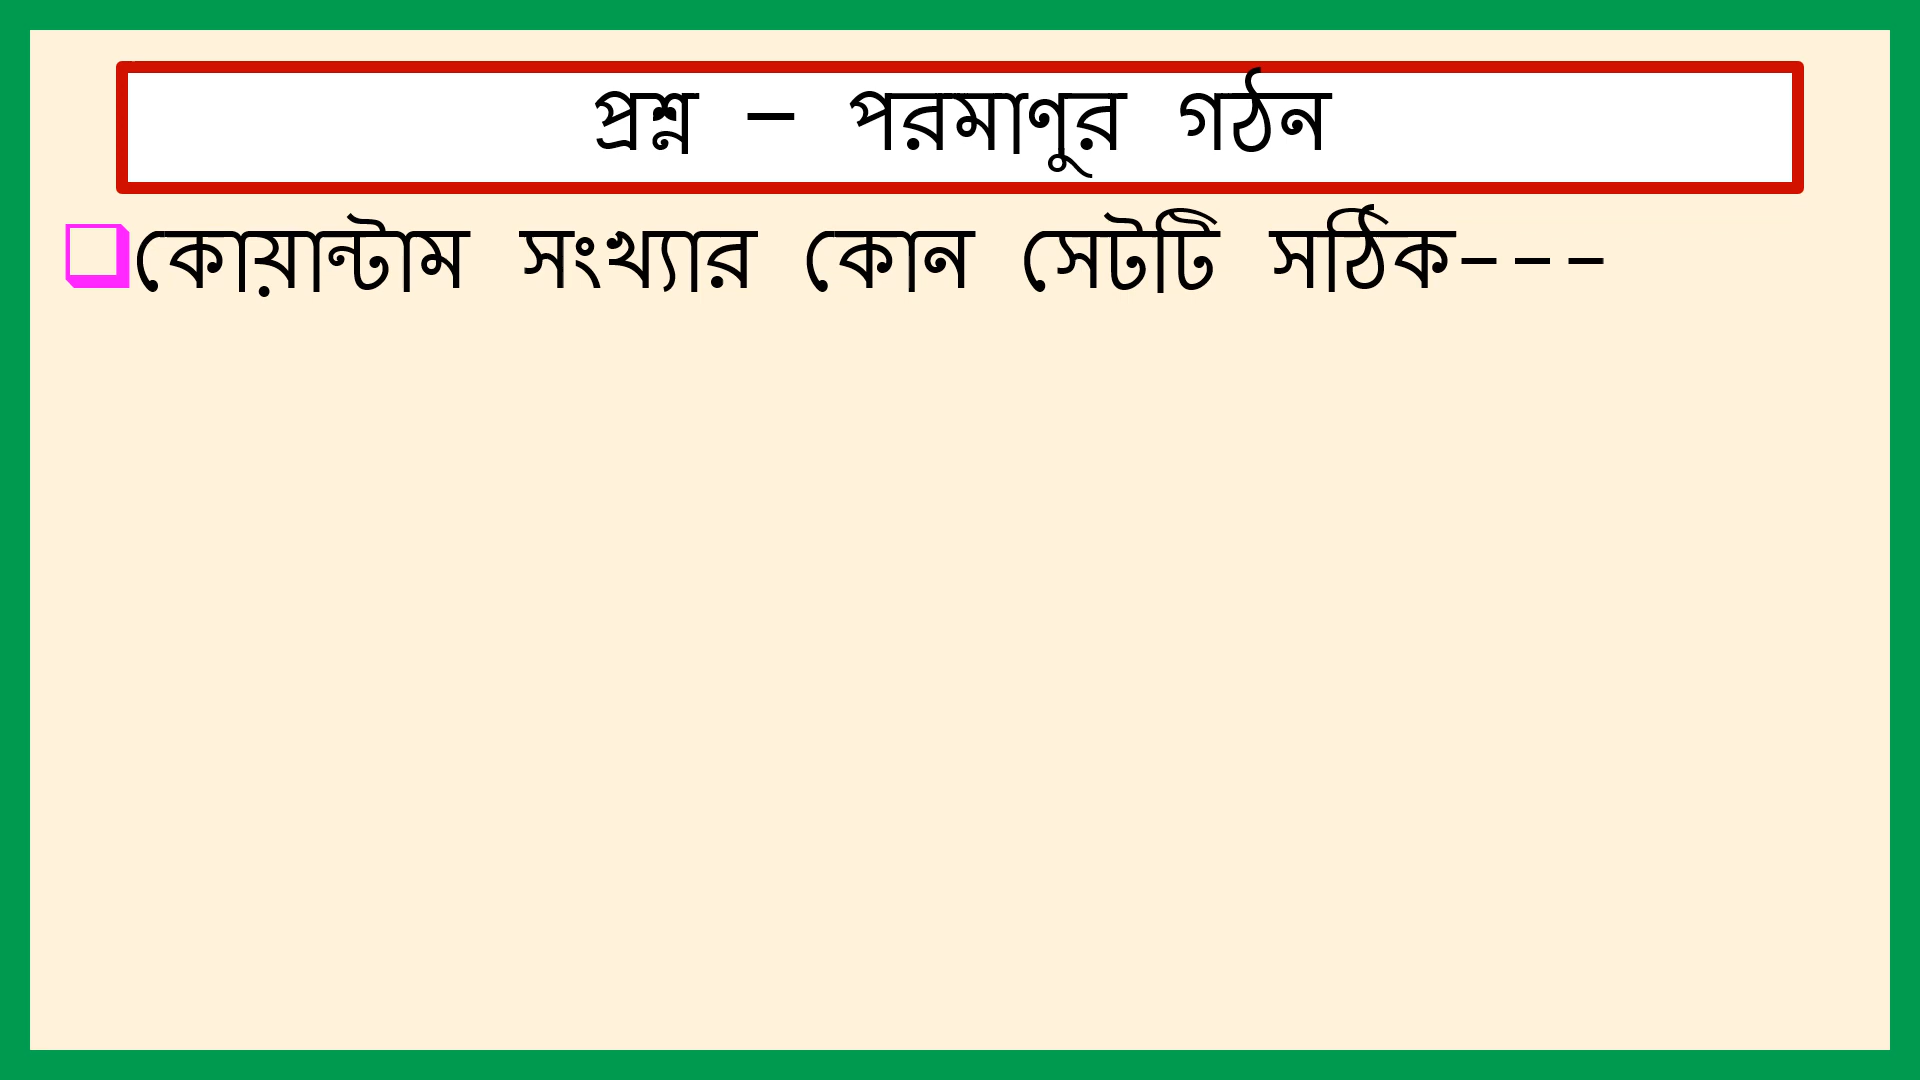 প্রশ্ন – পরমাণুর গঠন
❑কোয়ান্টাম সংখ্যার কোন সেটটি সঠিক---